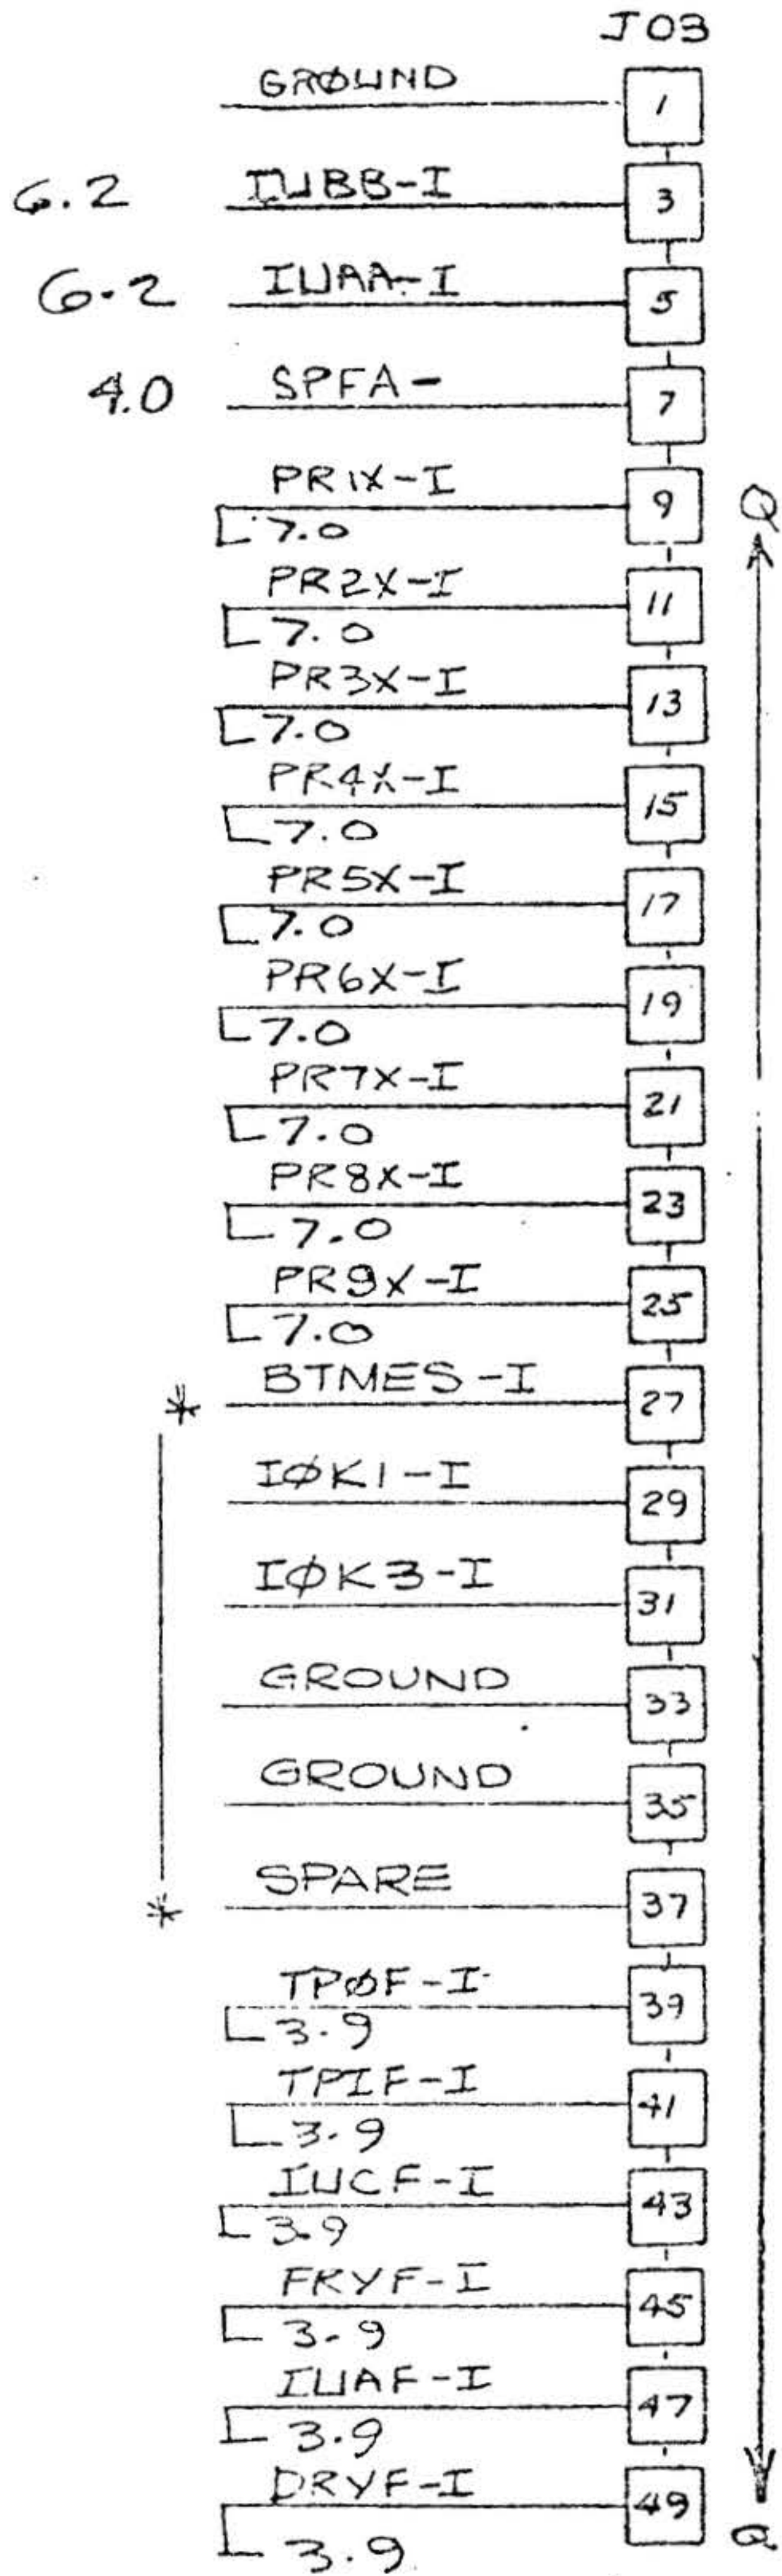 J03
GRØUND 1
6.2 IUBB-I 3
6.2 IUAA-I 5
4.0 SPFA- 7
PR1X-I 9
7.0
Q
PR2X-I 11
7.0
PR3X-I 13
7.0
PR4X-I 15
7.0
PR5X-I 17
7.0
PR6X-I 19
7.0
PR7X-I 21
7.0
PR8X-I 23
7.0
PR9X-I 25
7.0
* BTMES-I 27
IØK1-I 29
IØK3-I 31
GROUND 33
GROUND 35
* SPARE 37
TPØF-I 39
3.9
TPIF-I 41
3.9
IUCF-I 43
3.9
FRYF-I 45
3.9
IUAF-I 47
3.9
DRYF-I 49
3.9
Q